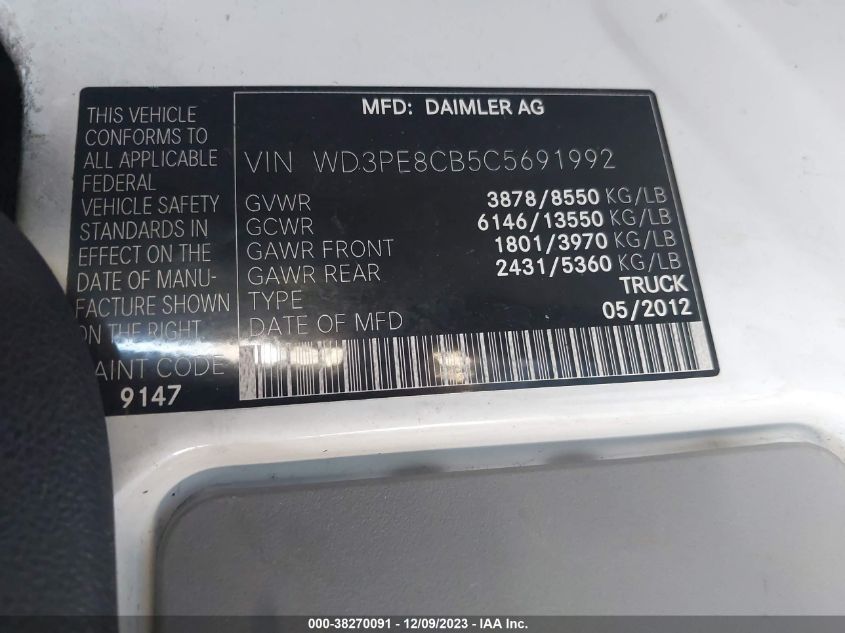 THIS VEHICLE
CONFORMS TO
ALL APPLICABLE
FEDERAL
VEHICLE SAFETY
STANDARDS IN
EFFECT ON THE
DATE OF MANU-
FACTURE SHOWN
ON THE RIGHT
AINT CODE
9147
MFD: DAIMLER AG
VIN WD3PE8CB5C5691992
GVWR 3878/8550 KG/LB
GCWR 6146/13550 KG/LB
GAWR FRONT 1801/3970 KG/LB
GAWR REAR 2431/5360 KG/LB
TYPE TRUCK
DATE OF MFD 05/2012
000-38270091 - 12/09/2023 - IAA Inc.